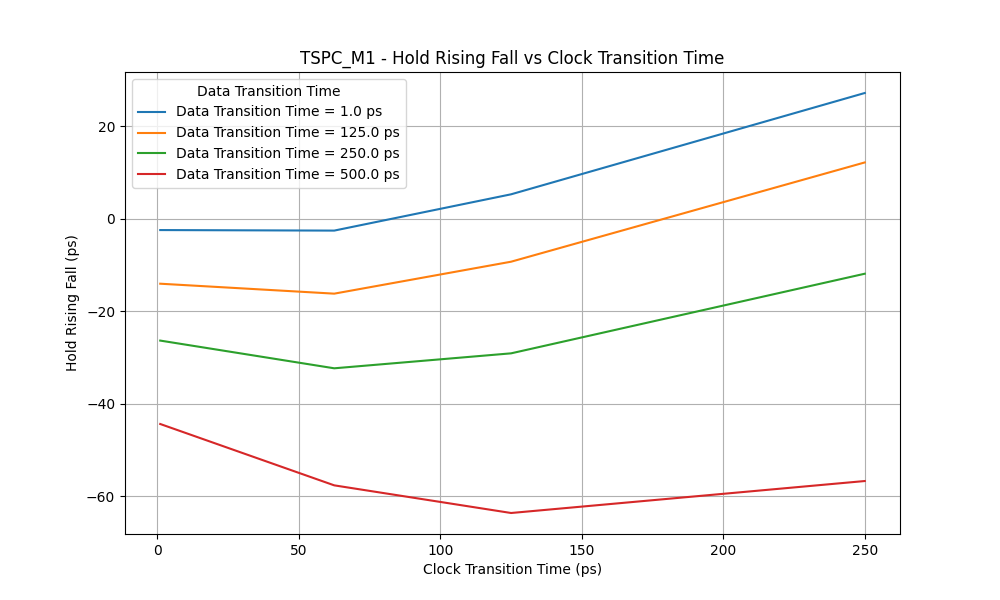 TSPC_M1 - Hold Rising Fall vs Clock Transition Time
Data Transition Time
Data Transition Time = 1.0 ps
Data Transition Time = 125.0 ps
Data Transition Time = 250.0 ps
Data Transition Time = 500.0 ps
Hold Rising Fall (ps)
20
0
−20
−40
−60
0 50 100 150 200 250
Clock Transition Time (ps)